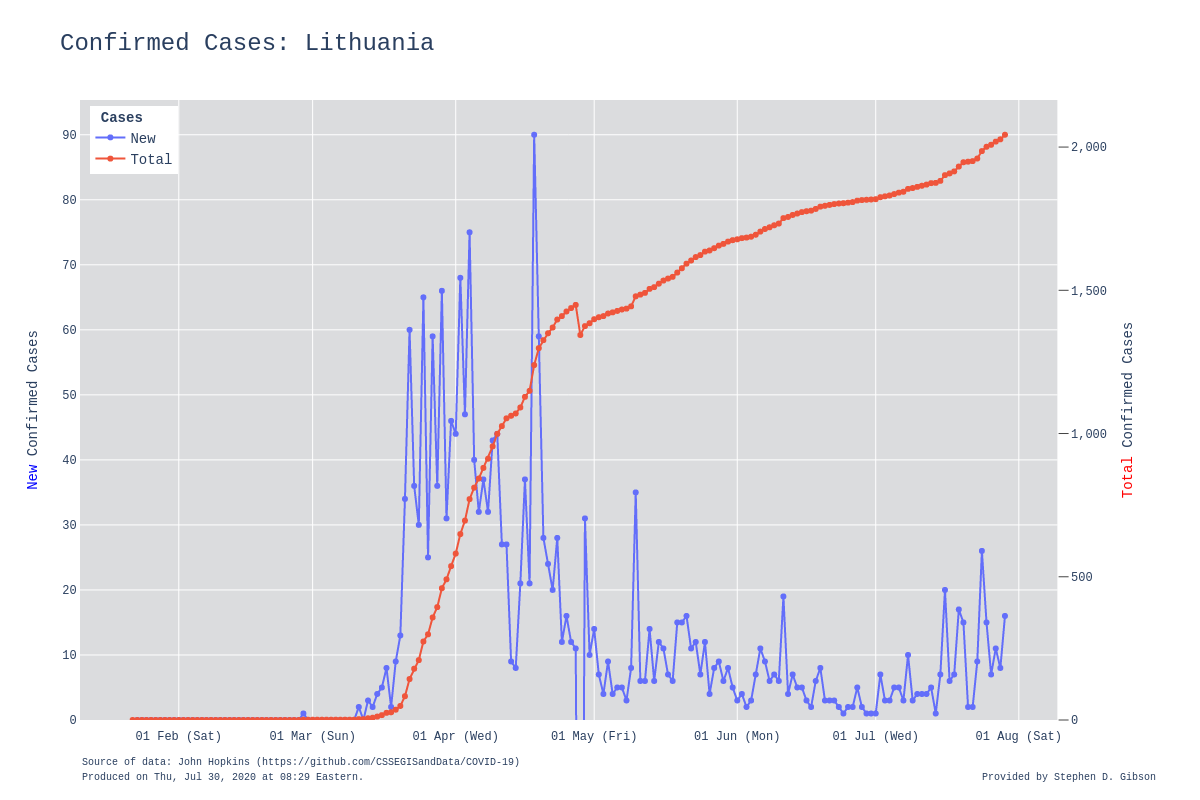 Confirmed Cases: Lithuania
Cases
New
Total
90
80
70
60
50
40
30
20
10
0
New Confirmed Cases
2,000
1,500
1,000
500
0
Total Confirmed Cases
01 Feb (Sat)
01 Mar (Sun)
01 Apr (Wed)
01 May (Fri)
01 Jun (Mon)
01 Jul (Wed)
01 Aug (Sat)
Source of data: John Hopkins (https://github.com/CSSEGISandData/COVID-19)
Produced on Thu, Jul 30, 2020 at 08:29 Eastern.
Provided by Stephen D. Gibson